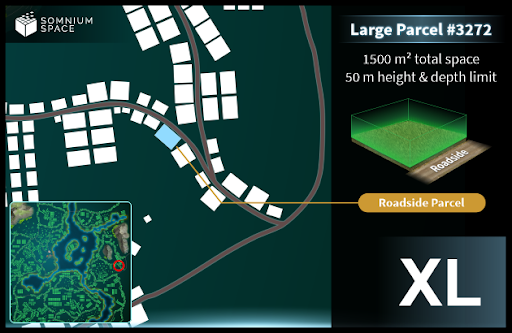 SOMNIUM
SPACE
Large Parcel #3272
1500 m² total space
50 m height & depth limit
Roadside
Roadside Parcel
XL